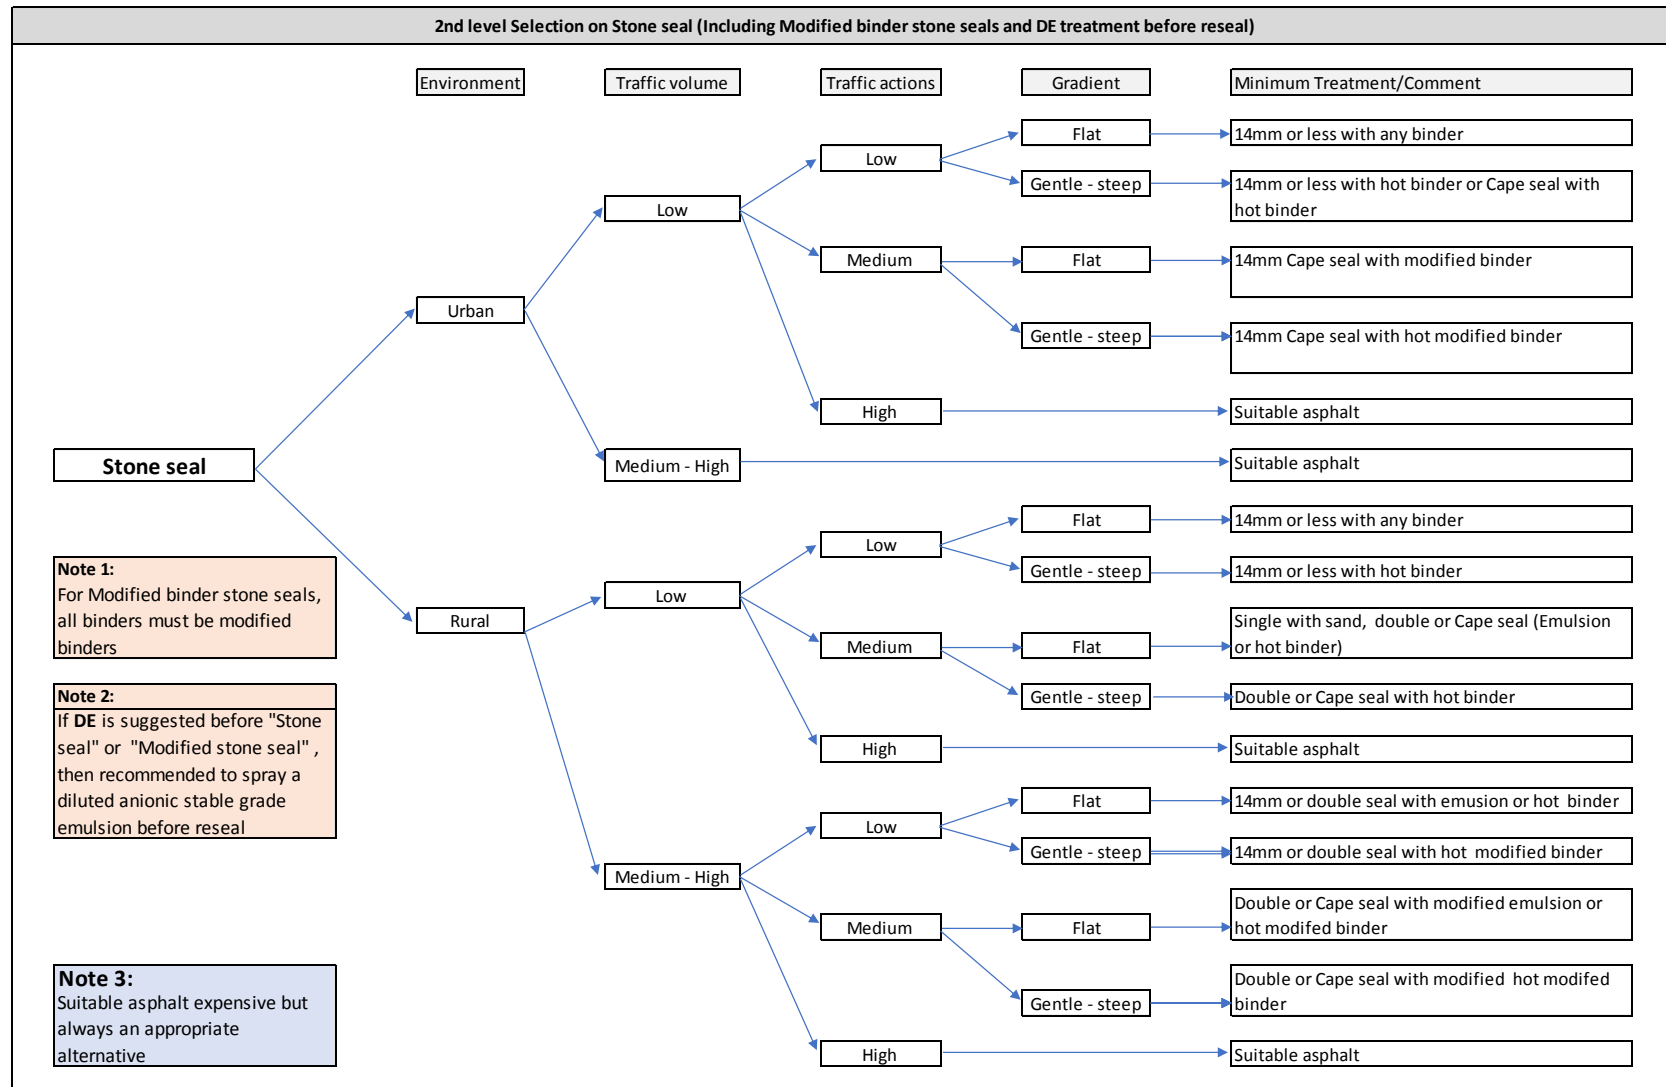 2nd level Selection on Stone seal (Including Modified binder stone seals and DE treatment before reseal)
Environment
Traffic volume
Traffic actions
Gradient
Minimum Treatment/Comment
Flat
14mm or less with any binder
Low
Gentle - steep
14mm or less with hot binder or Cape seal with
hot binder
Low
Medium
Flat
14mm Cape seal with modified binder
Urban
Gentle - steep
14mm Cape seal with hot modified binder
High
Suitable asphalt
Stone seal
Medium - High
Suitable asphalt
Flat
14mm or less with any binder
Low
Gentle - steep
14mm or less with hot binder
Note 1:
For Modified binder stone seals,
all binders must be modified
binders
Low
Rural
Medium
Flat
Single with sand,  double or Cape seal (Emulsion
or hot binder)
Gentle - steep
Double or Cape seal with hot binder
Note 2:
If DE is suggested before "Stone
seal" or  "Modified stone seal" ,
then recommended to spray a
diluted anionic stable grade
emulsion before reseal
High
Suitable asphalt
Flat
14mm or double seal with emusion or hot  binder
Low
Gentle - steep
14mm or double seal with hot  modified binder
Medium - High
Medium
Flat
Double or Cape seal with modified emulsion or
hot modifed binder
Gentle - steep
Double or Cape seal with modified  hot modifed
binder
Note 3:
Suitable asphalt expensive but
always an appropriate
alternative
High
Suitable asphalt